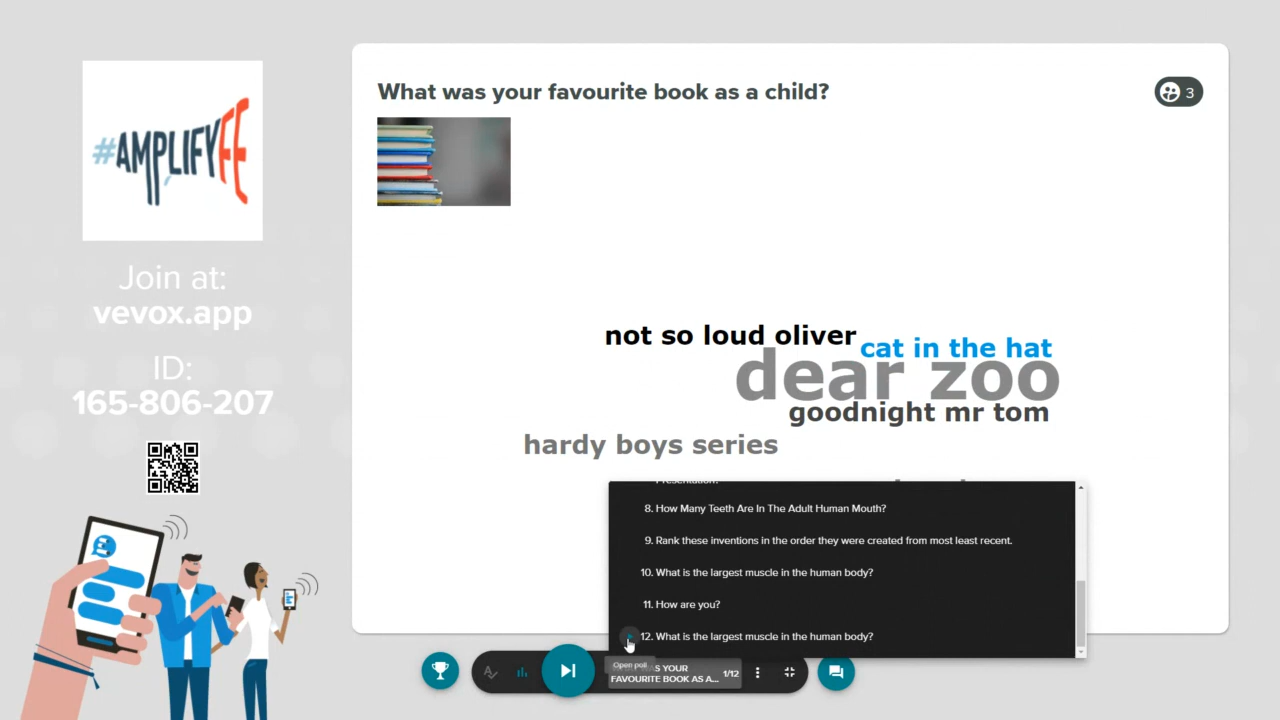 #AMPLIFYFE
Join at:
vevox.app
ID:
165-806-207
What was your favourite book as a child?
3
not so loud oliver
cat in the hat
dear zoo
goodnight mr tom
hardy boys series
Presentation?
8. How Many Teeth Are In The Adult Human Mouth?
9. Rank these inventions in the order they were created from most least recent.
10. What is the largest muscle in the human body?
11. How are you?
12. What is the largest muscle in the human body?
Open poll
AS YOUR
FAVOURITE BOOK AS A...
1/12